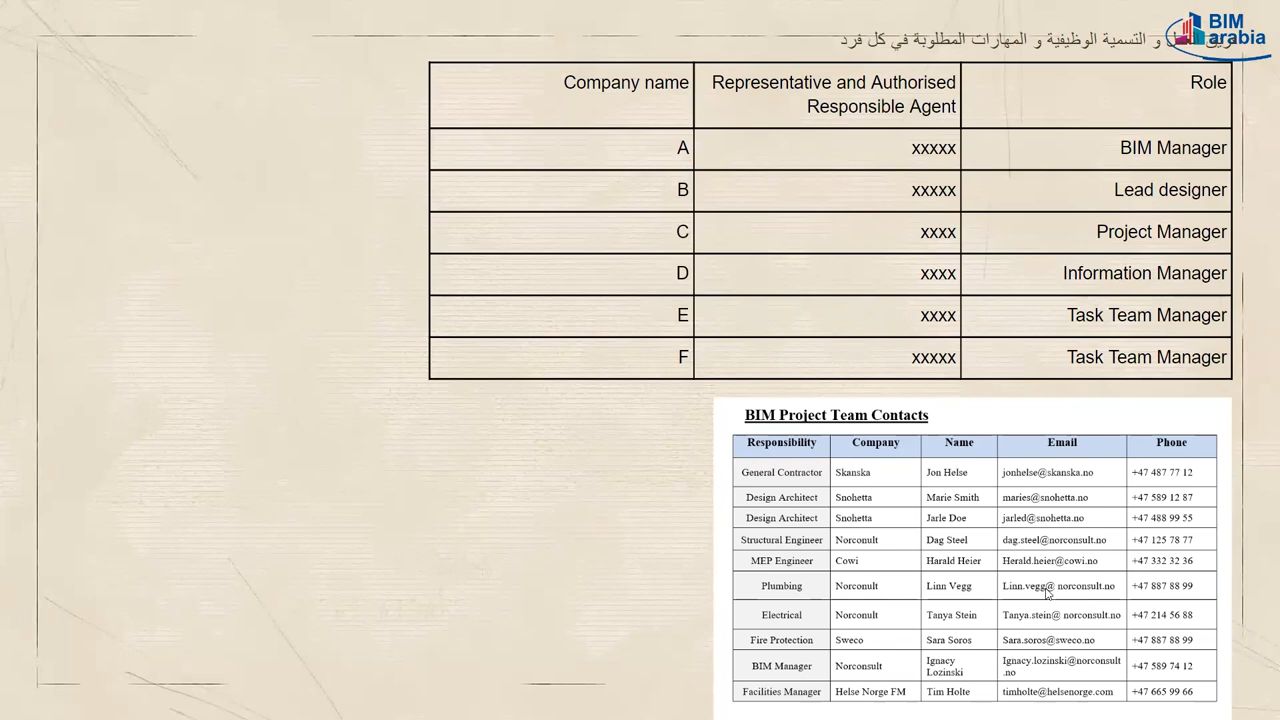 BIM
arabia
و التسمية الوظيفية و المهارات المطلوبة في كل فرد
Company name Representative and Authorised Responsible Agent Role
A xxxxx BIM Manager
B xxxxx Lead designer
C xxxx Project Manager
D xxxx Information Manager
E xxxx Task Team Manager
F xxxxx Task Team Manager
BIM Project Team Contacts
Responsibility Company Name Email Phone
General Contractor Skanska Jon Helse jonhelse@skanska.no +47 487 77 12
Design Architect Snohetta Marie Smith maries@snohetta.no +47 589 12 87
Design Architect Snohetta Jarle Doe jarled@snohetta.no +47 488 99 55
Structural Engineer Norconult Dag Steel dag.steel@norconsult.no +47 125 78 77
MEP Engineer Cowi Harald Heier Herald.heier@cowi.no +47 332 32 36
Plumbing Norconult Linn Vegg Linn.vegg@ norconsult.no +47 887 88 99
Electrical Norconult Tanya Stein Tanya.stein@ norconsult.no +47 214 56 88
Fire Protection Sweco Sara Soros Sara.soros@sweco.no +47 887 88 99
BIM Manager Norconsult Ignacy Lozinski Ignacy.lozinski@norconsult.no +47 589 74 12
Facilities Manager Helse Norge FM Tim Holte timholte@helsenorge.com +47 665 99 66